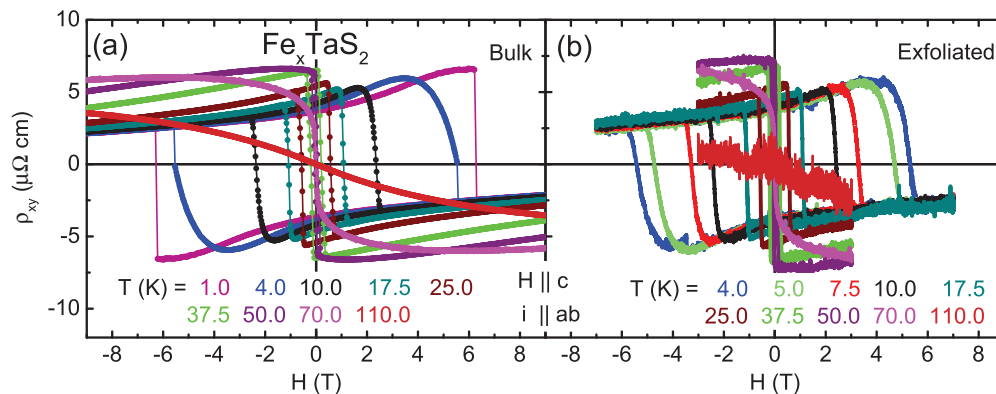 (a) FexTaS2 Bulk
(b) Exfoliated
10
5
0
-5
-10
ρxy (μΩ cm)
T (K) = 1.0 4.0 10.0 17.5 25.0 H || c
37.5 50.0 70.0 110.0 i || ab
T (K) = 4.0 5.0 7.5 10.0 17.5
25.0 37.5 50.0 70.0 110.0
-8 -6 -4 -2 0 2 4 6 8
-8 -6 -4 -2 0 2 4 6 8
H (T)
H (T)